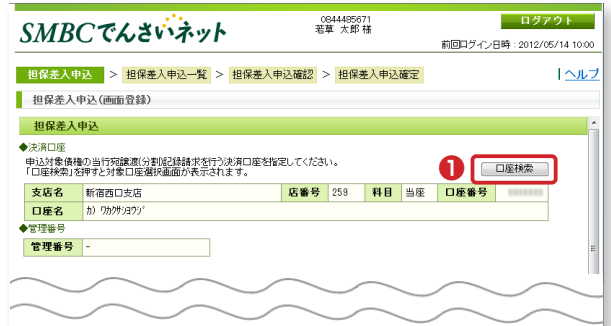 SMBCでんさいネット
0844485671
若草 太郎 様
ログアウト
前回ログイン日時：2012/05/14 10:00
担保差入申込 > 担保差入申込一覧 > 担保差入申込確認 > 担保差入申込確定
ヘルプ
担保差入申込(画面登録)
担保差入申込
◆決済口座
申込対象債権の当行宛譲渡(分割)記録請求を行う決済口座を指定してください。
「口座検索」を押すと対象口座選択画面が表示されます。
1 口座検索
支店名 新宿西口支店 店番号 259 科目 当座 口座番号
口座名 カ）ワカクサシヨウジ
◆管理番号
管理番号 -